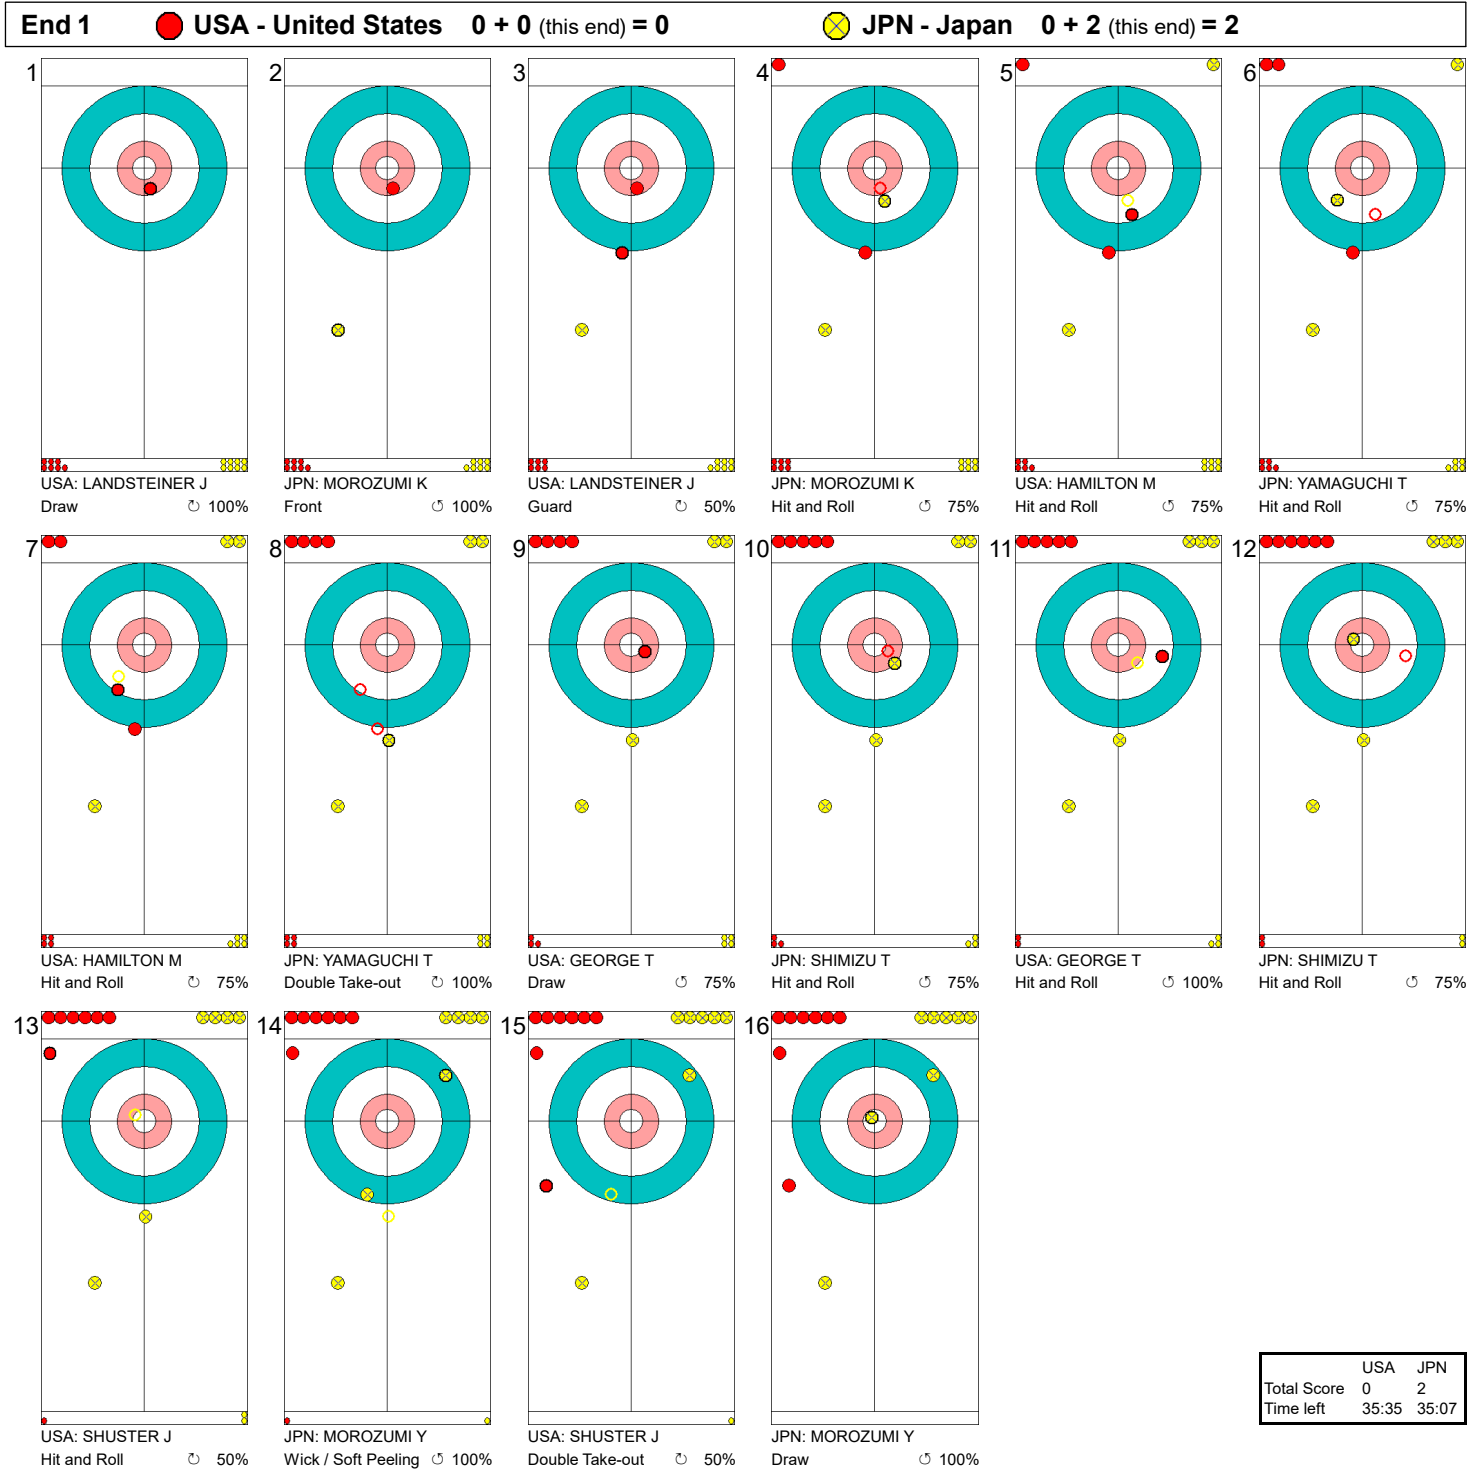 End 1 USA - United States 0 + 0 (this end) = 0 JPN - Japan 0 + 2 (this end) = 2
1 2 3 4 5 6
USA: LANDSTEINER J JPN: MOROZUMI K USA: LANDSTEINER J JPN: MOROZUMI K USA: HAMILTON M JPN: YAMAGUCHI T
Draw ↻ 100% Front ↻ 100% Guard ↻ 50% Hit and Roll ↺ 75% Hit and Roll ↺ 75% Hit and Roll ↺ 75%
7 8 9 10 11 12
USA: HAMILTON M JPN: YAMAGUCHI T USA: GEORGE T JPN: SHIMIZU T USA: GEORGE T JPN: SHIMIZU T
Hit and Roll ↻ 75% Double Take-out ↻ 100% Draw ↺ 75% Hit and Roll ↺ 75% Hit and Roll ↺ 100% Hit and Roll ↺ 75%
13 14 15 16
USA: SHUSTER J JPN: MOROZUMI Y USA: SHUSTER J JPN: MOROZUMI Y
Hit and Roll ↻ 50% Wick / Soft Peeling ↺ 100% Double Take-out ↻ 50% Draw ↺ 100%
USA JPN
Total Score 0 2
Time left 35:35 35:07